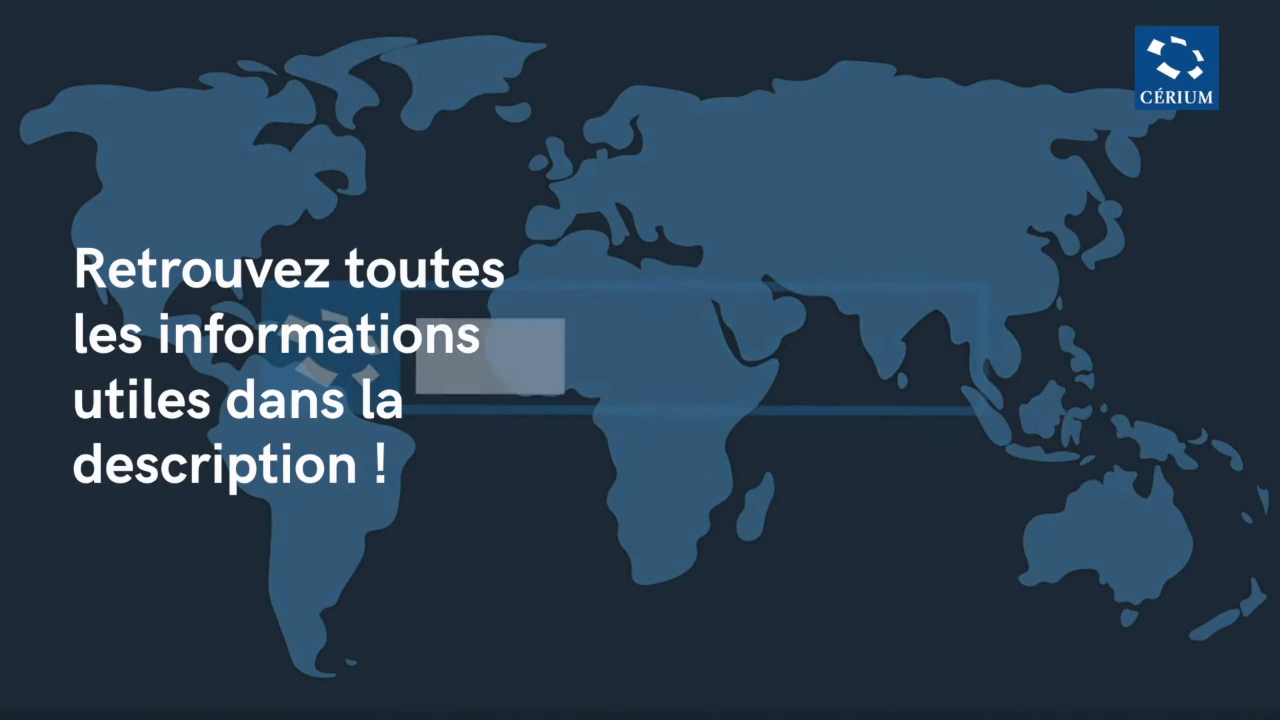 CÉRIUM
Retrouvez toutes
les informations
utiles dans la
description !